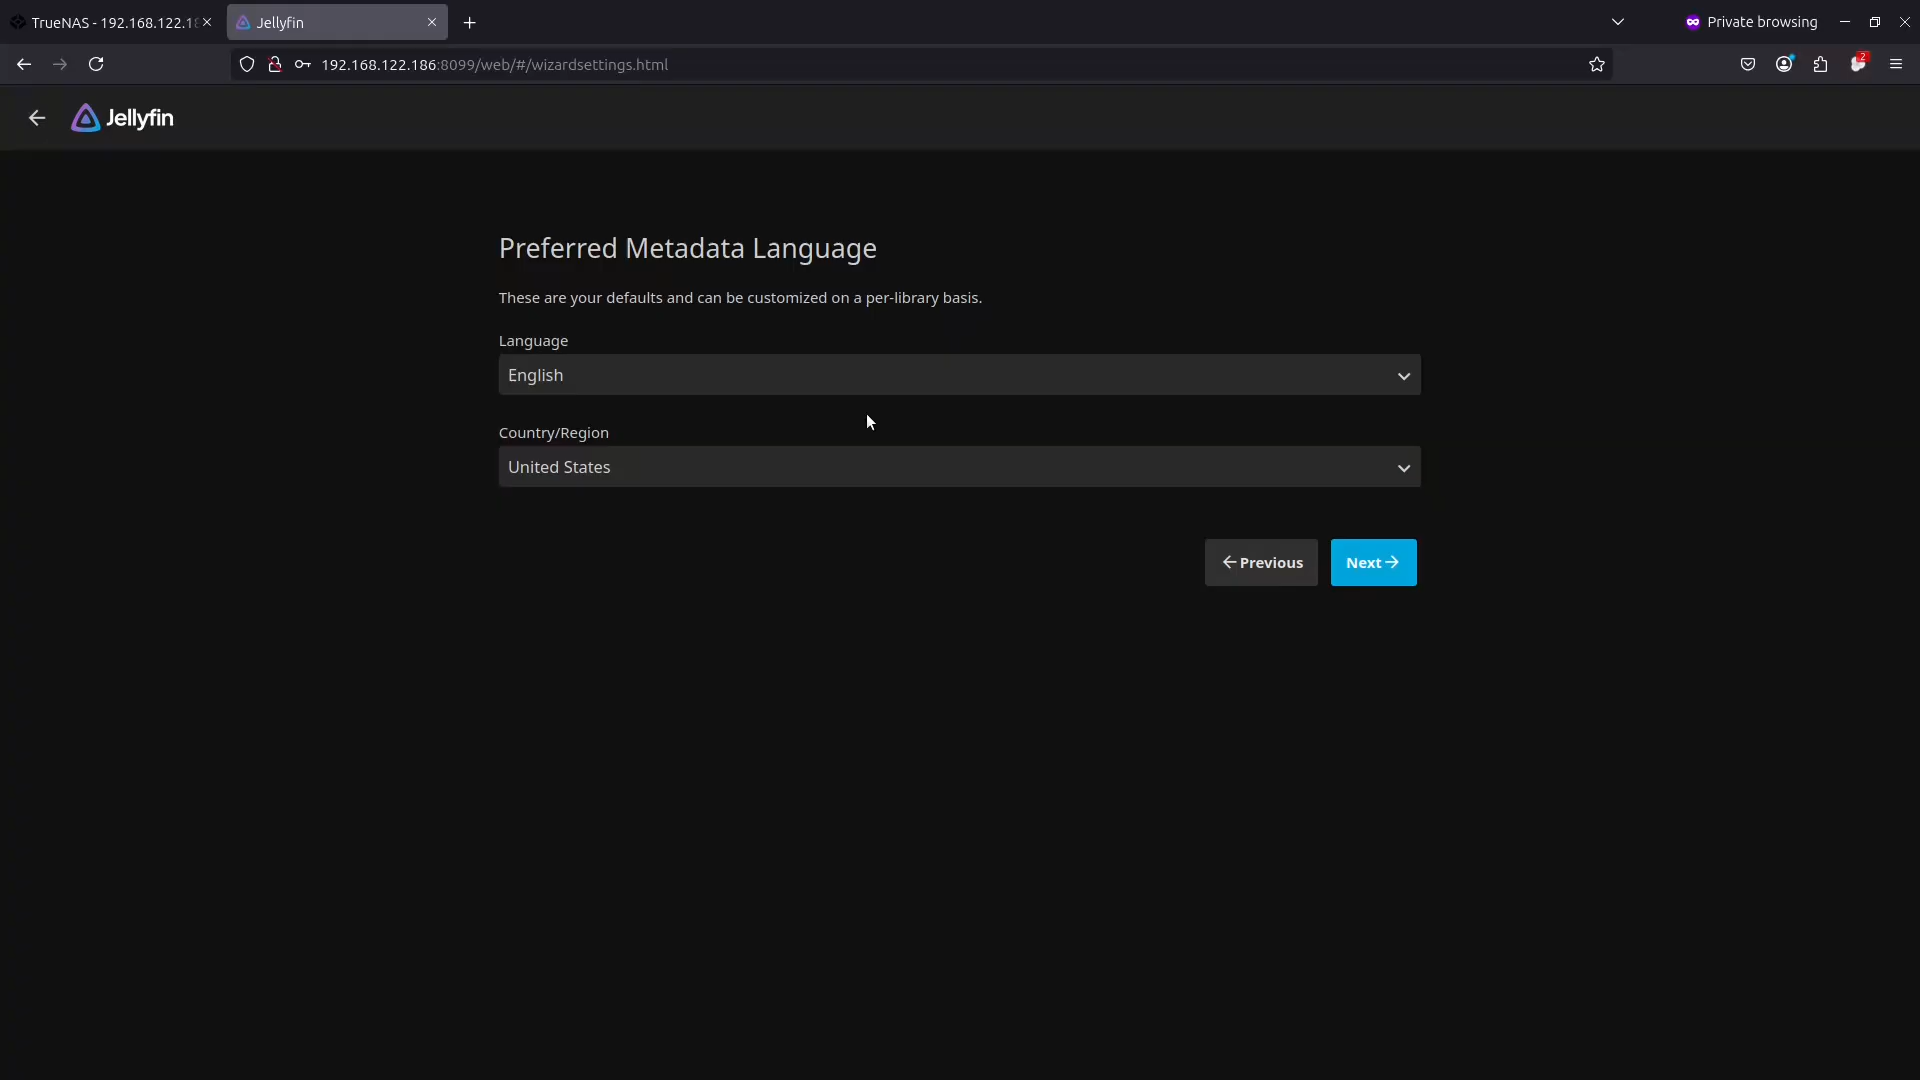 TrueNAS - 192.168.122.18
Jellyfin
Private browsing
192.168.122.186:8099/web/#/wizardsettings.html
2
Jellyfin
Preferred Metadata Language
These are your defaults and can be customized on a per-library basis.
Language
English
Country/Region
United States
Previous
Next